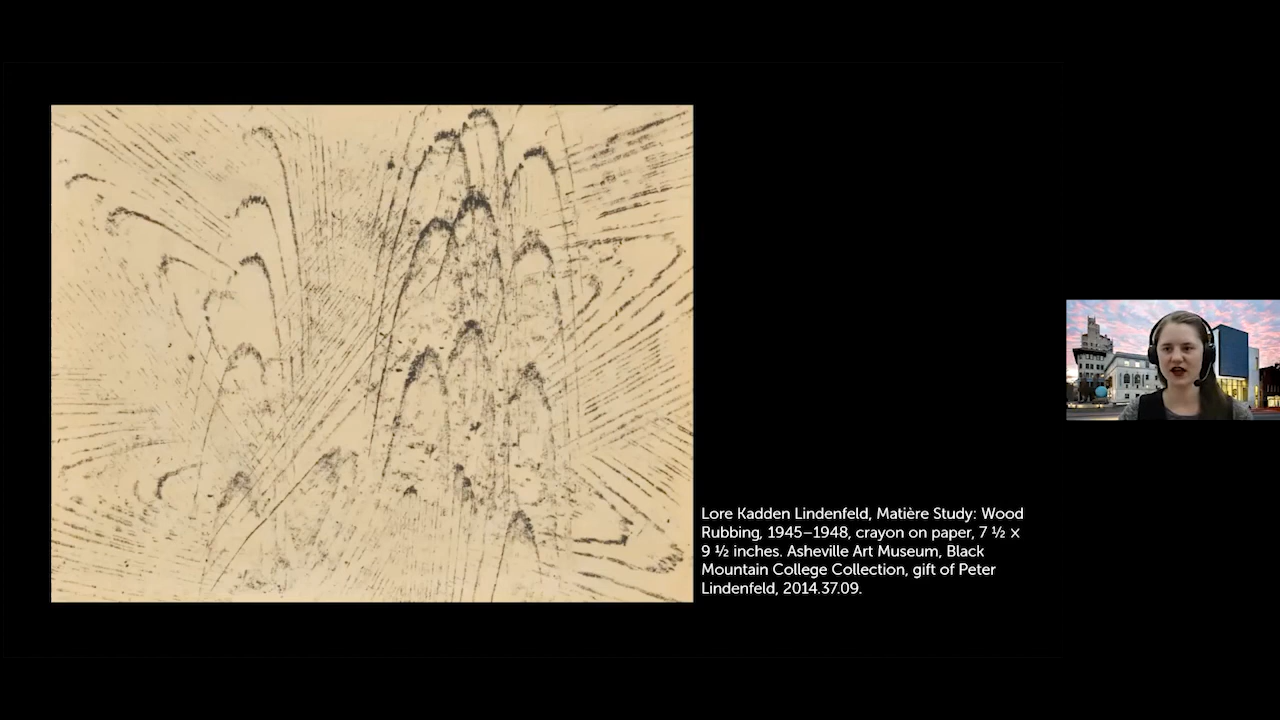 Lore Kadden Lindenfeld, Matière Study: Wood
Rubbing, 1945–1948, crayon on paper, 7 ½ ×
9 ½ inches. Asheville Art Museum, Black
Mountain College Collection, gift of Peter
Lindenfeld, 2014.37.09.